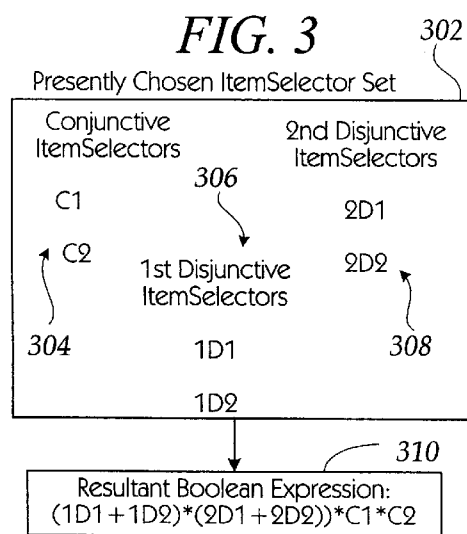 FIG. 3
302
Presently Chosen ItemSelector Set
Conjunctive
ItemSelectors
C1
C2
304
306
1st Disjunctive
ItemSelectors
1D1
1D2
2nd Disjunctive
ItemSelectors
2D1
2D2
308
310
Resultant Boolean Expression:
(1D1+1D2)*(2D1+2D2))*C1*C2